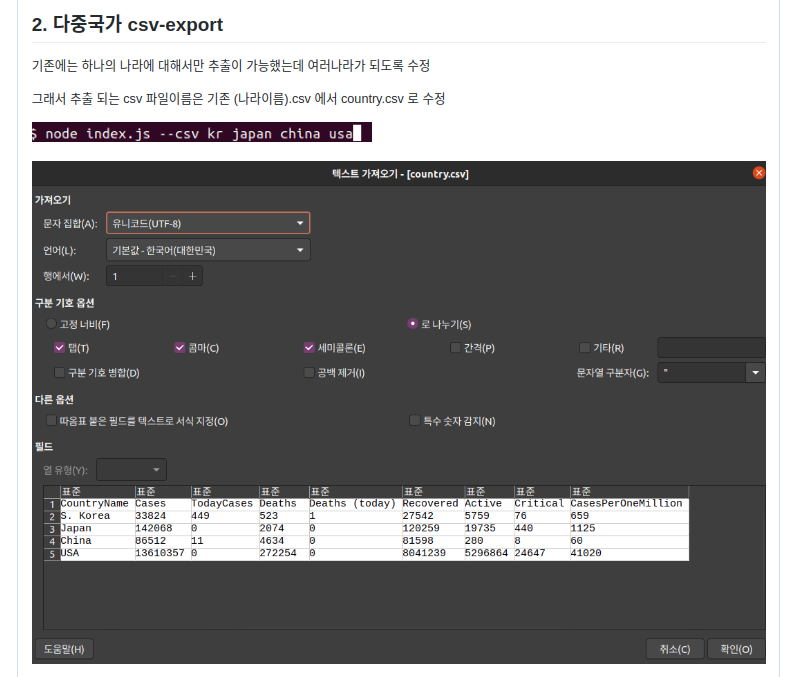 2. 다중국가 csv-export
기존에는 하나의 나라에 대해서만 추출이 가능했는데 여러나라가 되도록 수정
그래서 추출 되는 csv 파일이름은 기존 (나라이름).csv 에서 country.csv 로 수정
$ node index.js --csv kr japan china usa
텍스트 가져오기 - [country.csv]
가져오기
문자 집합(A): 유니코드(UTF-8)
언어(L): 기본값 - 한국어(대한민국)
행에서(W): 1 − +
구분 기호 옵션
고정 너비(F) 로 나누기(S)
탭(T) 콤마(C) 세미콜론(E) 간격(P) 기타(R)
구분 기호 병합(D) 공백 제거(I) 문자열 구분자(G): "
다른 옵션
따옴표 붙은 필드를 텍스트로 서식 지정(O) 특수 숫자 감지(N)
필드
열 유형(Y):
표준 표준 표준 표준 표준 표준 표준 표준 표준
1 CountryName Cases TodayCases Deaths Deaths (today) Recovered Active Critical CasesPerOneMillion
2 S. Korea 33824 449 523 1 27542 5759 76 659
3 Japan 142068 0 2074 0 120259 19735 440 1125
4 China 86512 11 4634 0 81598 280 8 60
5 USA 13610357 0 272254 0 8041239 5296864 24647 41020
도움말(H) 취소(C) 확인(O)